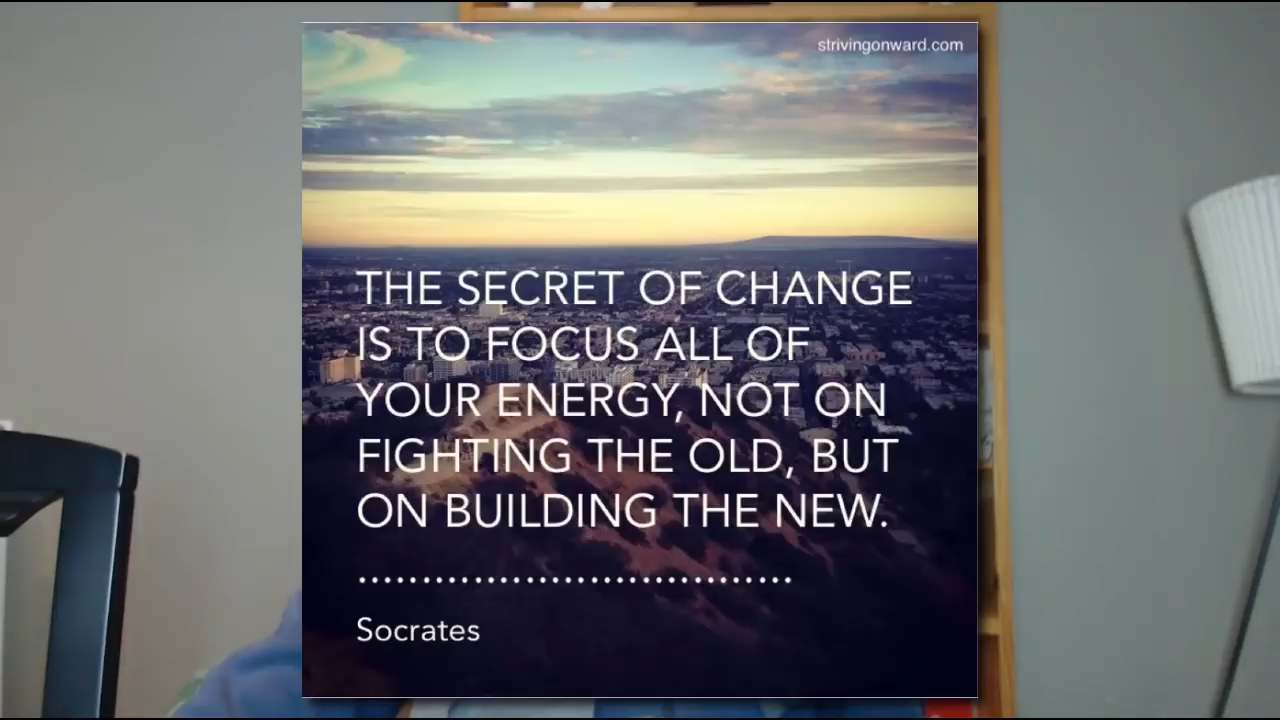 strivingonward.com
THE SECRET OF CHANGE
IS TO FOCUS ALL OF
YOUR ENERGY, NOT ON
FIGHTING THE OLD, BUT
ON BUILDING THE NEW.
Socrates